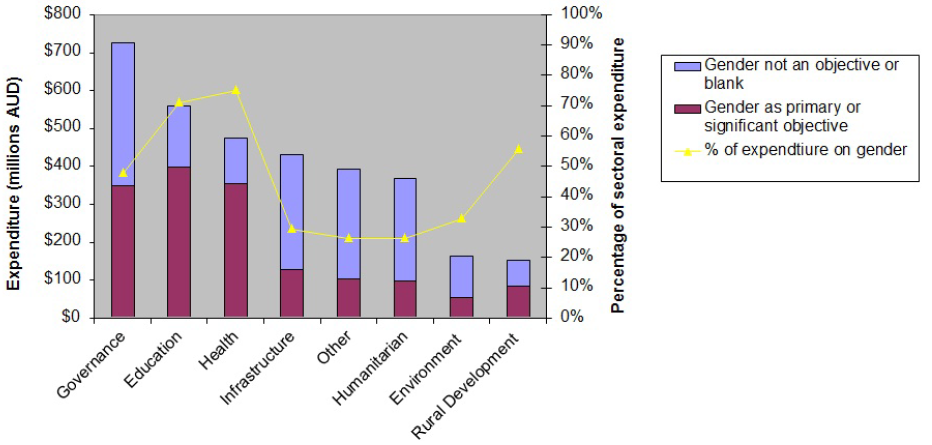 $800
$700
$600
$500
$400
$300
$200
$100
$0
Expenditure (millions AUD)
100%
90%
80%
70%
60%
50%
40%
30%
20%
10%
0%
Percentage of sectoral expenditure
Governance
Education
Health
Infrastructure
Other
Humanitarian
Environment
Rural Development
Gender not an objective or
blank
Gender as primary or
significant objective
% of expendtiure on gender